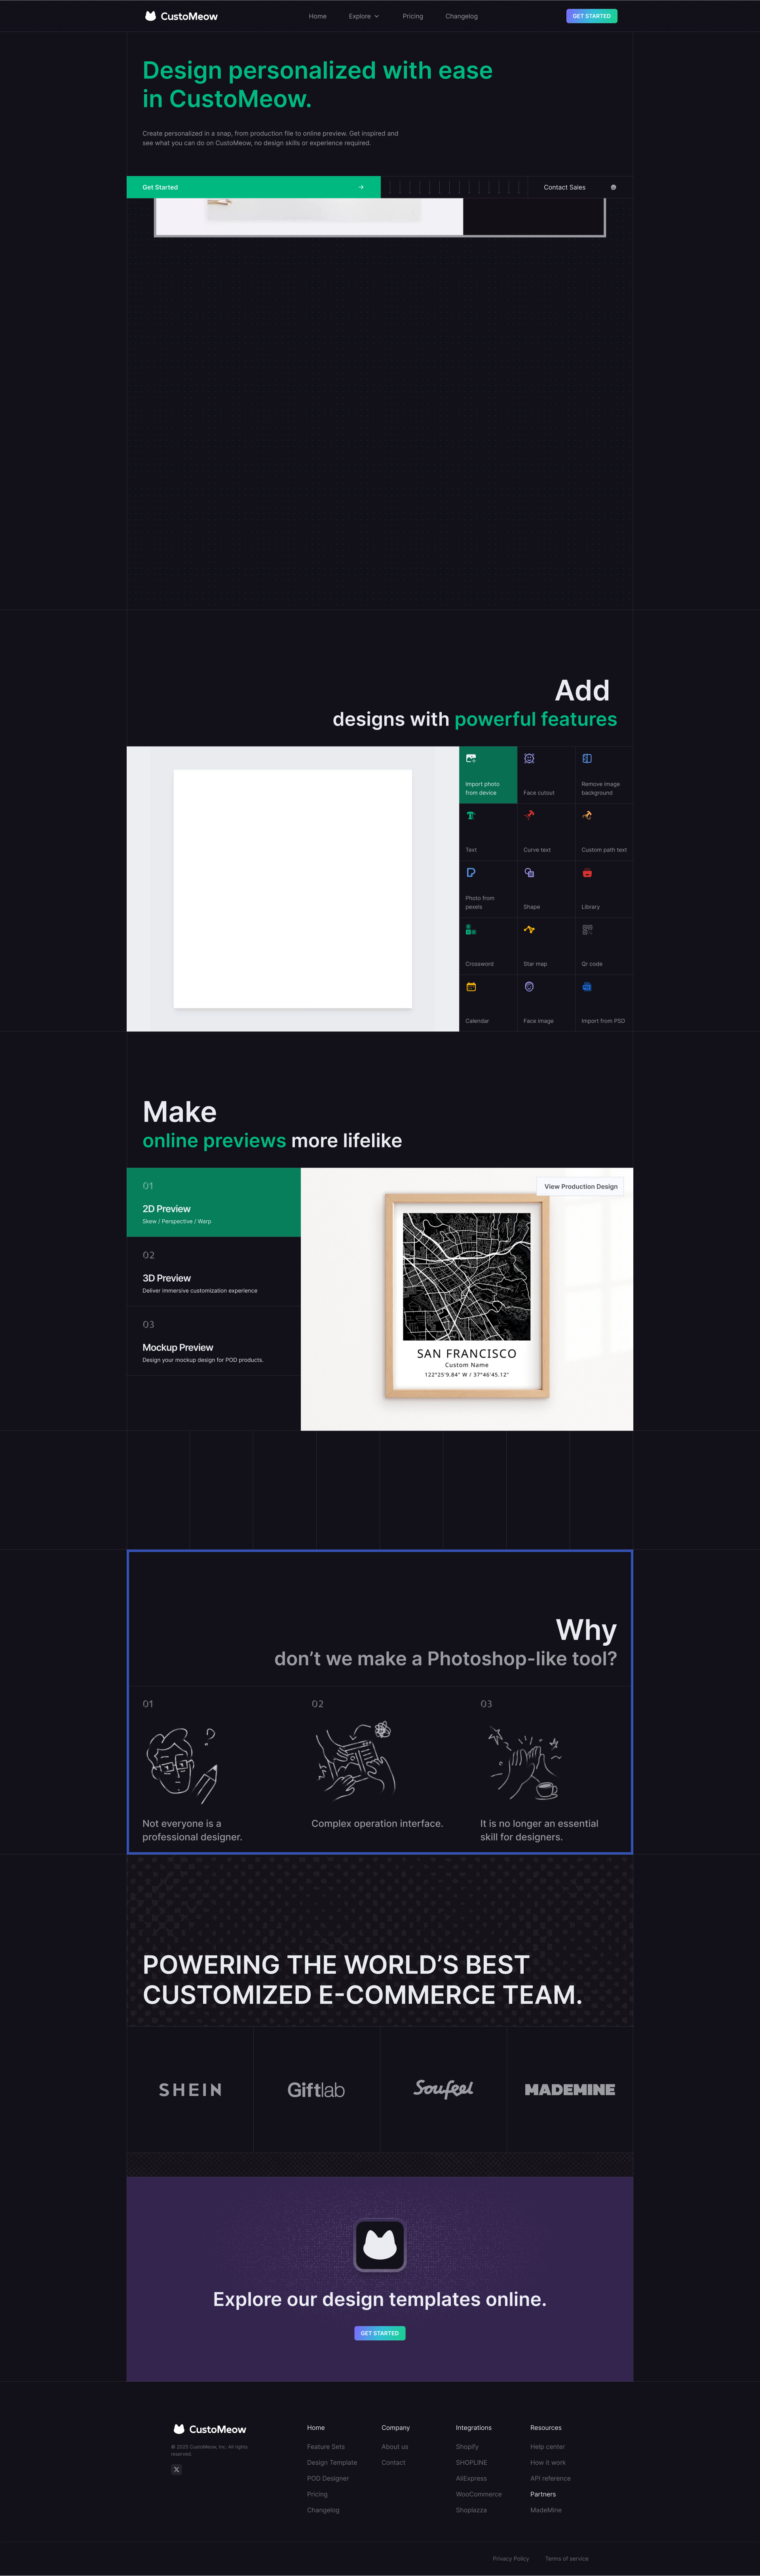 CustoMeow
Home
Explore
Pricing
Changelog
GET STARTED
Design personalized with ease
in CustoMeow.
Create personalized in a snap, from production file to online preview. Get inspired and
see what you can do on CustoMeow, no design skills or experience required.
Get Started
Contact Sales
Add
designs with powerful features
Import photo
from device
Face cutout
Remove image
background
Text
Curve text
Custom path text
Photo from
pexels
Shape
Library
Crossword
Star map
Qr code
Calendar
Face image
Import from PSD
Make
online previews more lifelike
01
2D Preview
Skew / Perspective / Warp
02
3D Preview
Deliver immersive customization experience
03
Mockup Preview
Design your mockup design for POD products.
View Production Design
SAN FRANCISCO
Custom Name
122°25'9.84" W / 37°46'45.12"
Why
don’t we make a Photoshop-like tool?
01
Not everyone is a
professional designer.
02
Complex operation interface.
03
It is no longer an essential
skill for designers.
POWERING THE WORLD’S BEST
CUSTOMIZED E-COMMERCE TEAM.
SHEIN
Giftlab
Soufeel
MADEMINE
Explore our design templates online.
GET STARTED
CustoMeow
© 2025 CustoMeow, Inc. All rights
reserved.
Home
Feature Sets
Design Template
POD Designer
Pricing
Changelog
Company
About us
Contact
Integrations
Shopify
SHOPLINE
AliExpress
WooCommerce
Shoplazza
Resources
Help center
How it work
API reference
Partners
MadeMine
Privacy Policy
Terms of service